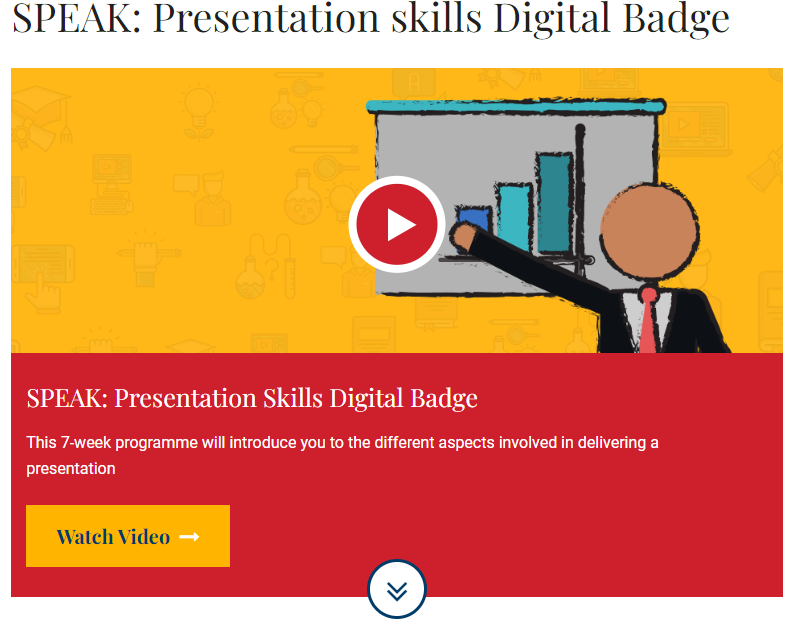 SPEAK: Presentation skills Digital Badge
SPEAK: Presentation Skills Digital Badge
This 7-week programme will introduce you to the different aspects involved in delivering a
presentation
Watch Video